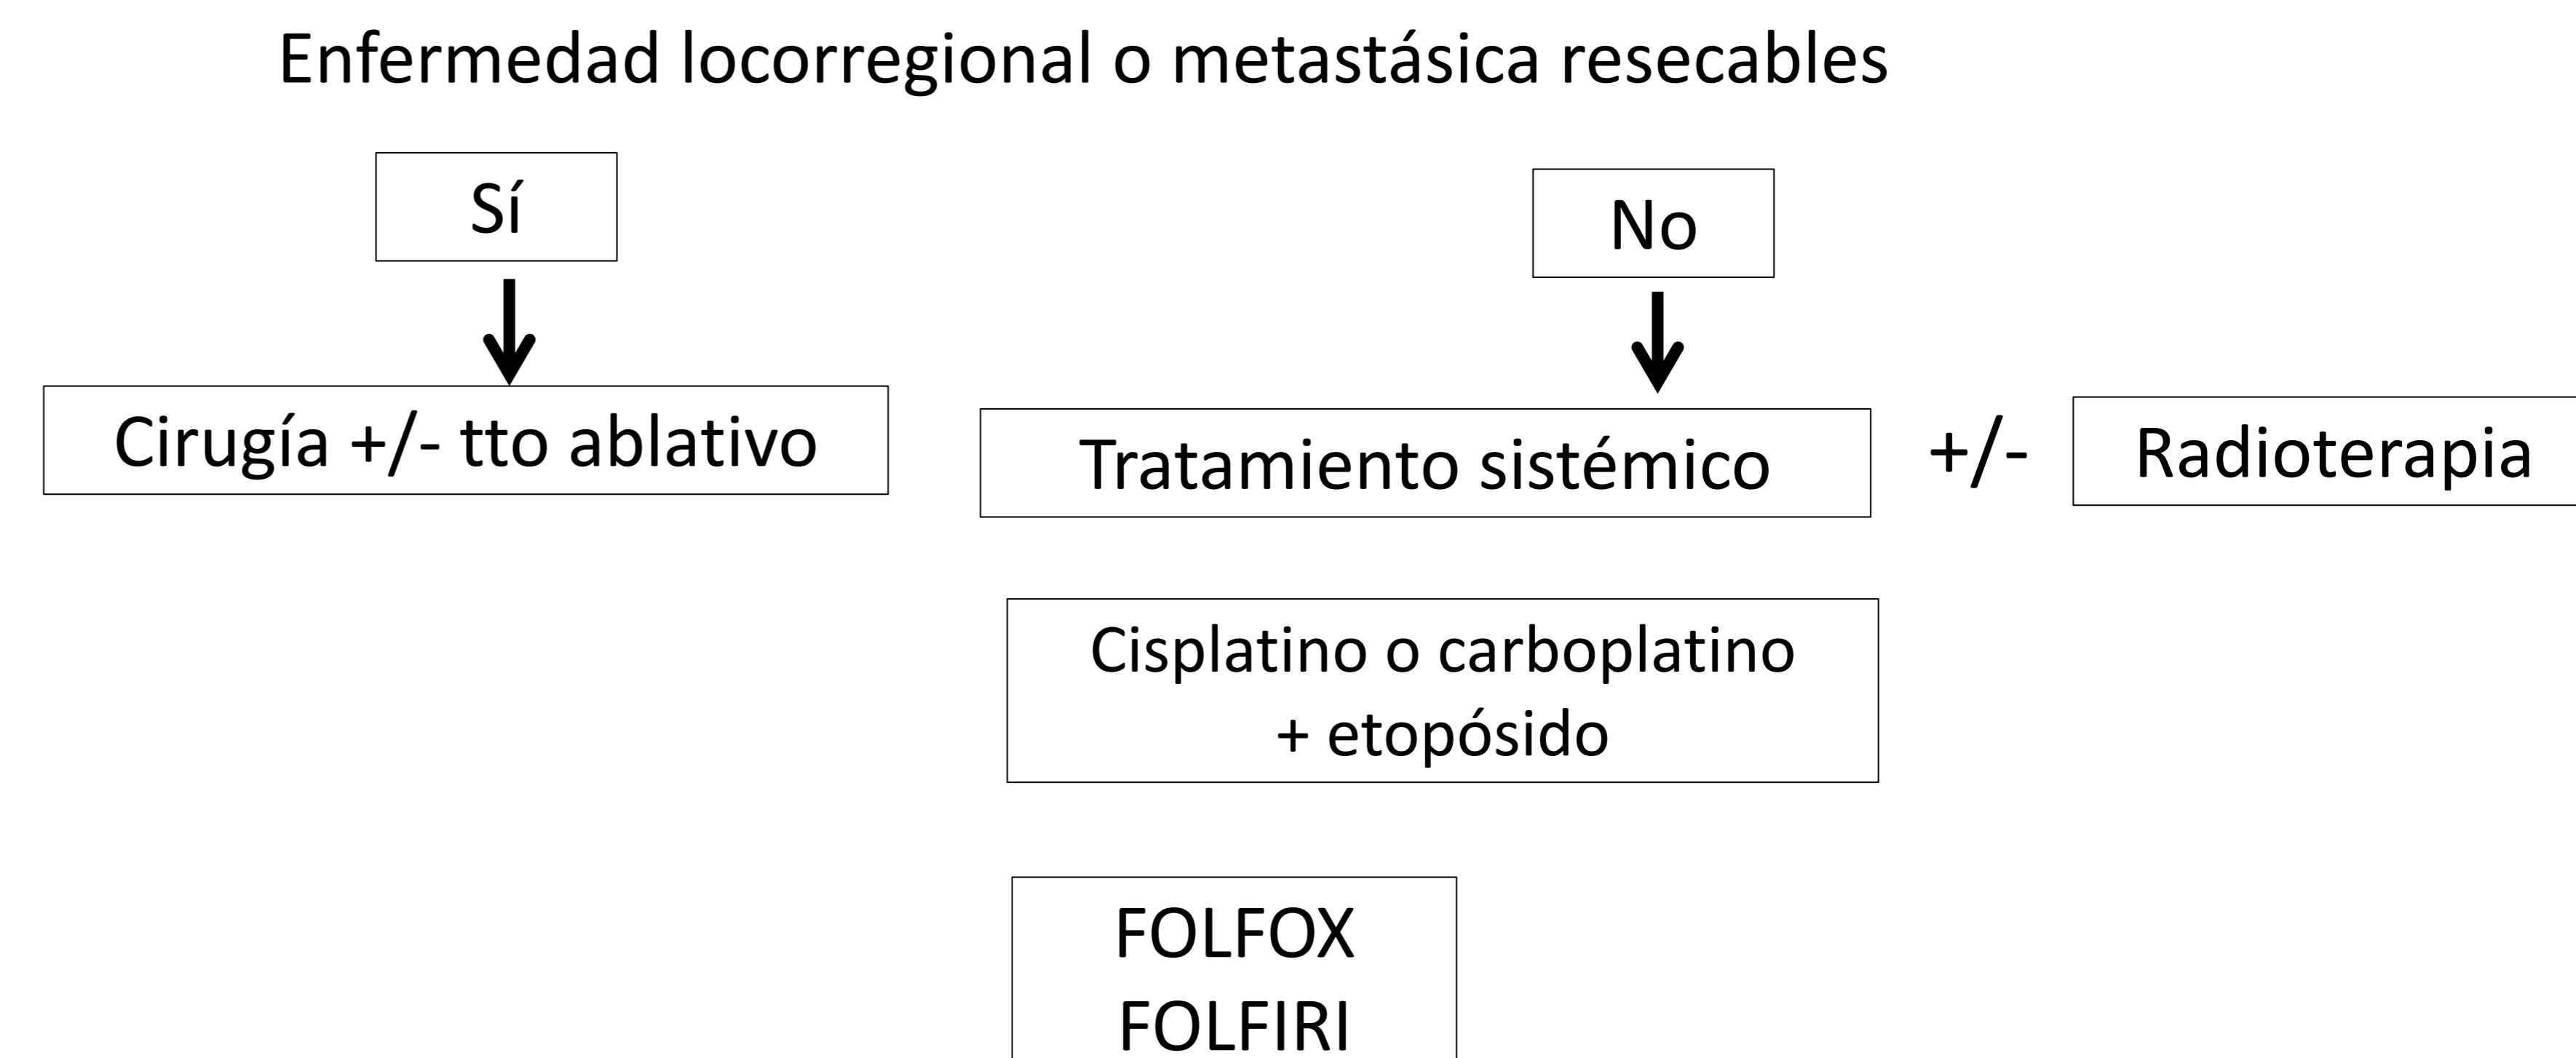 Enfermedad locorregional o metastásica resecables
Sí
No
Cirugía +/- tto ablativo
Tratamiento sistémico
+/-
Radioterapia
Cisplatino o carboplatino
+ etopósido
FOLFOX
FOLFIRI